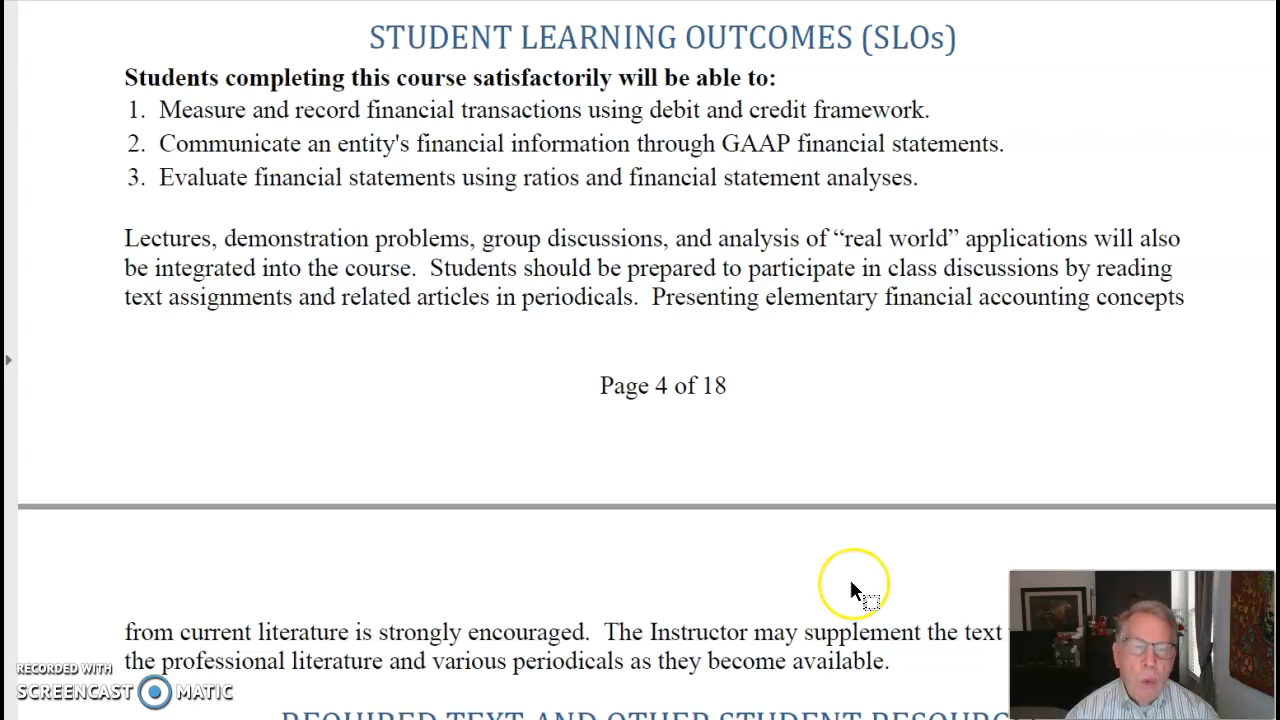 STUDENT LEARNING OUTCOMES (SLOs)
Students completing this course satisfactorily will be able to:
1. Measure and record financial transactions using debit and credit framework.
2. Communicate an entity's financial information through GAAP financial statements.
3. Evaluate financial statements using ratios and financial statement analyses.
Lectures, demonstration problems, group discussions, and analysis of “real world” applications will also
be integrated into the course. Students should be prepared to participate in class discussions by reading
text assignments and related articles in periodicals. Presenting elementary financial accounting concepts
Page 4 of 18
from current literature is strongly encouraged. The Instructor may supplement the text
the professional literature and various periodicals as they become available.
RECORDED WITH
SCREENCAST MATIC
REQUIRED TEXT AND OTHER STUDENT